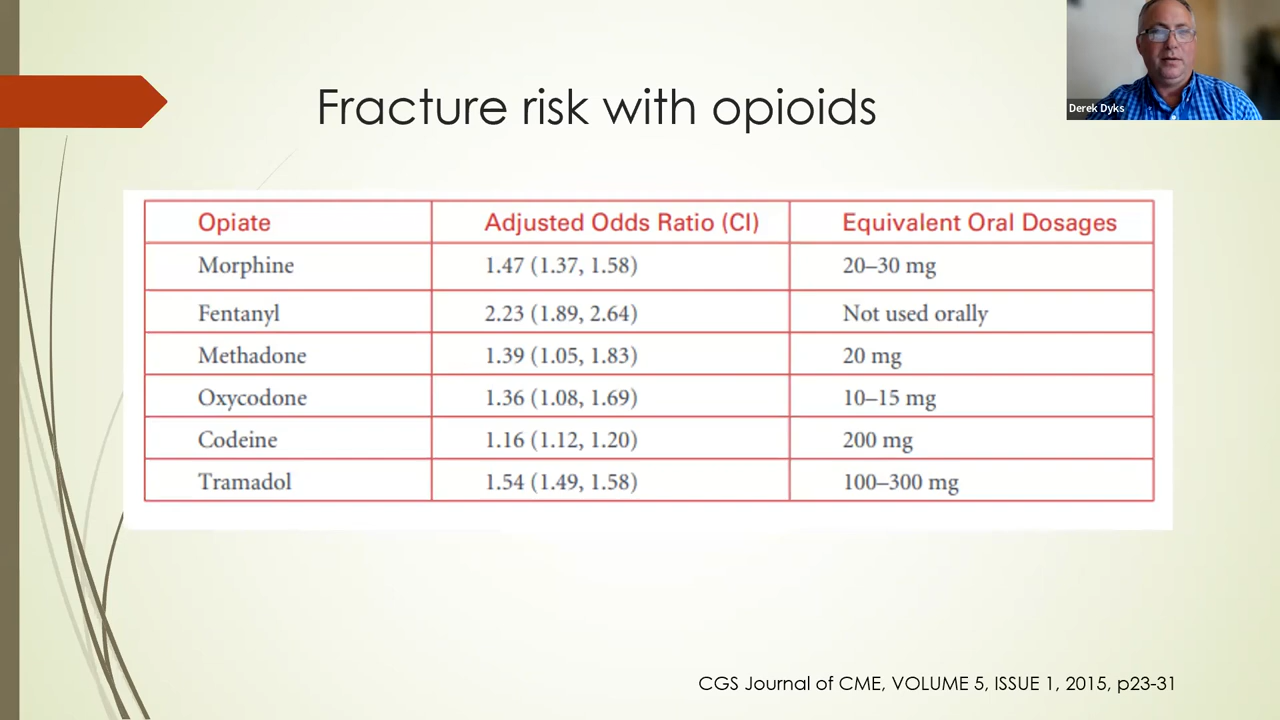 Derek Dyks
Fracture risk with opioids
Opiate Adjusted Odds Ratio (CI) Equivalent Oral Dosages
Morphine 1.47 (1.37, 1.58) 20–30 mg
Fentanyl 2.23 (1.89, 2.64) Not used orally
Methadone 1.39 (1.05, 1.83) 20 mg
Oxycodone 1.36 (1.08, 1.69) 10–15 mg
Codeine 1.16 (1.12, 1.20) 200 mg
Tramadol 1.54 (1.49, 1.58) 100–300 mg
CGS Journal of CME, VOLUME 5, ISSUE 1, 2015, p23-31